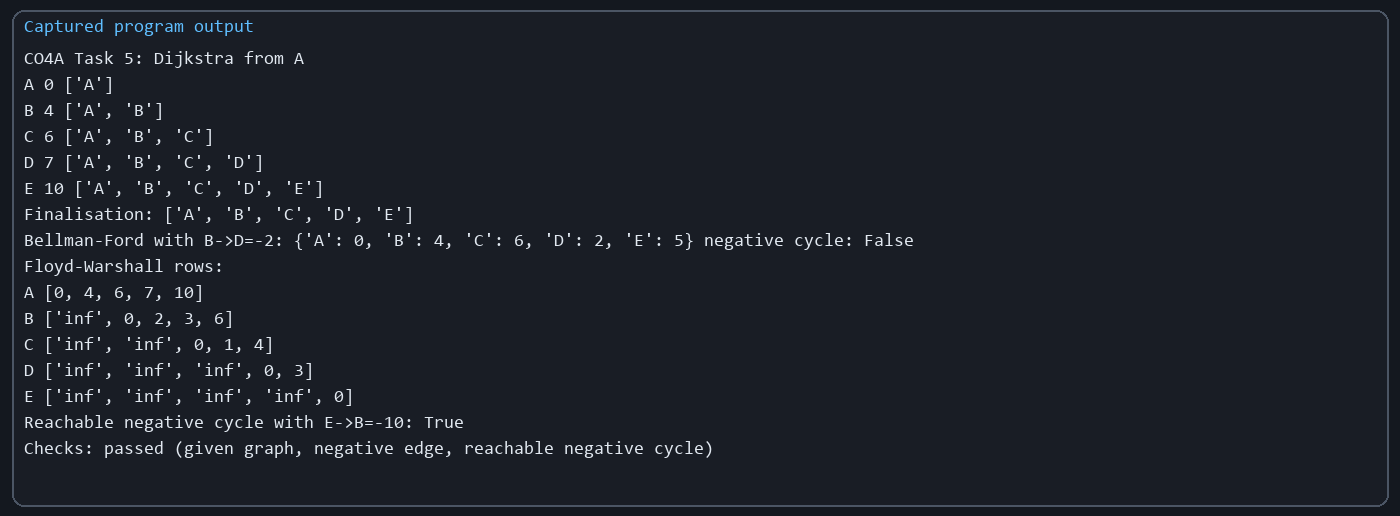 Captured program output
CO4A Task 5: Dijkstra from A
A 0 ['A']
B 4 ['A', 'B']
C 6 ['A', 'B', 'C']
D 7 ['A', 'B', 'C', 'D']
E 10 ['A', 'B', 'C', 'D', 'E']
Finalisation: ['A', 'B', 'C', 'D', 'E']
Bellman-Ford with B->D=-2: {'A': 0, 'B': 4, 'C': 6, 'D': 2, 'E': 5} negative cycle: False
Floyd-Warshall rows:
A [0, 4, 6, 7, 10]
B ['inf', 0, 2, 3, 6]
C ['inf', 'inf', 0, 1, 4]
D ['inf', 'inf', 'inf', 0, 3]
E ['inf', 'inf', 'inf', 'inf', 0]
Reachable negative cycle with E->B=-10: True
Checks: passed (given graph, negative edge, reachable negative cycle)